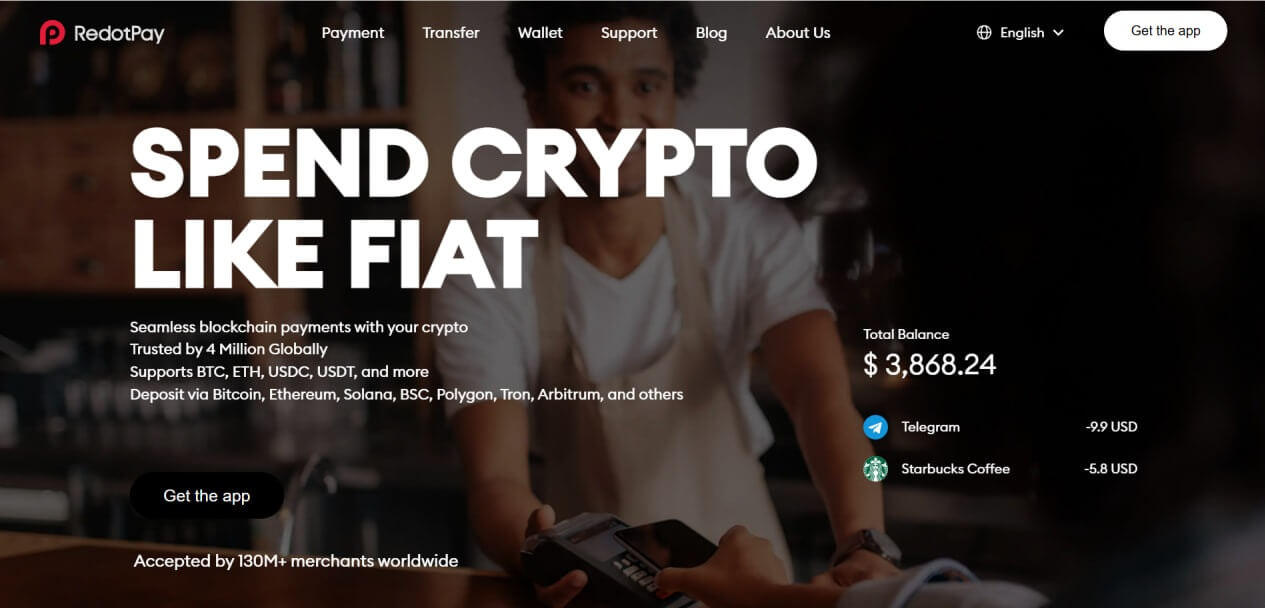 RedotPay
Payment
Transfer
Wallet
Support
Blog
About Us
English
Get the app
SPEND CRYPTO
LIKE FIAT
Seamless blockchain payments with your crypto
Trusted by 4 Million Globally
Supports BTC, ETH, USDC, USDT, and more
Deposit via Bitcoin, Ethereum, Solana, BSC, Polygon, Tron, Arbitrum, and others
Total Balance
$ 3,868.24
Telegram -9.9 USD
Starbucks Coffee -5.8 USD
Get the app
Accepted by 130M+ merchants worldwide